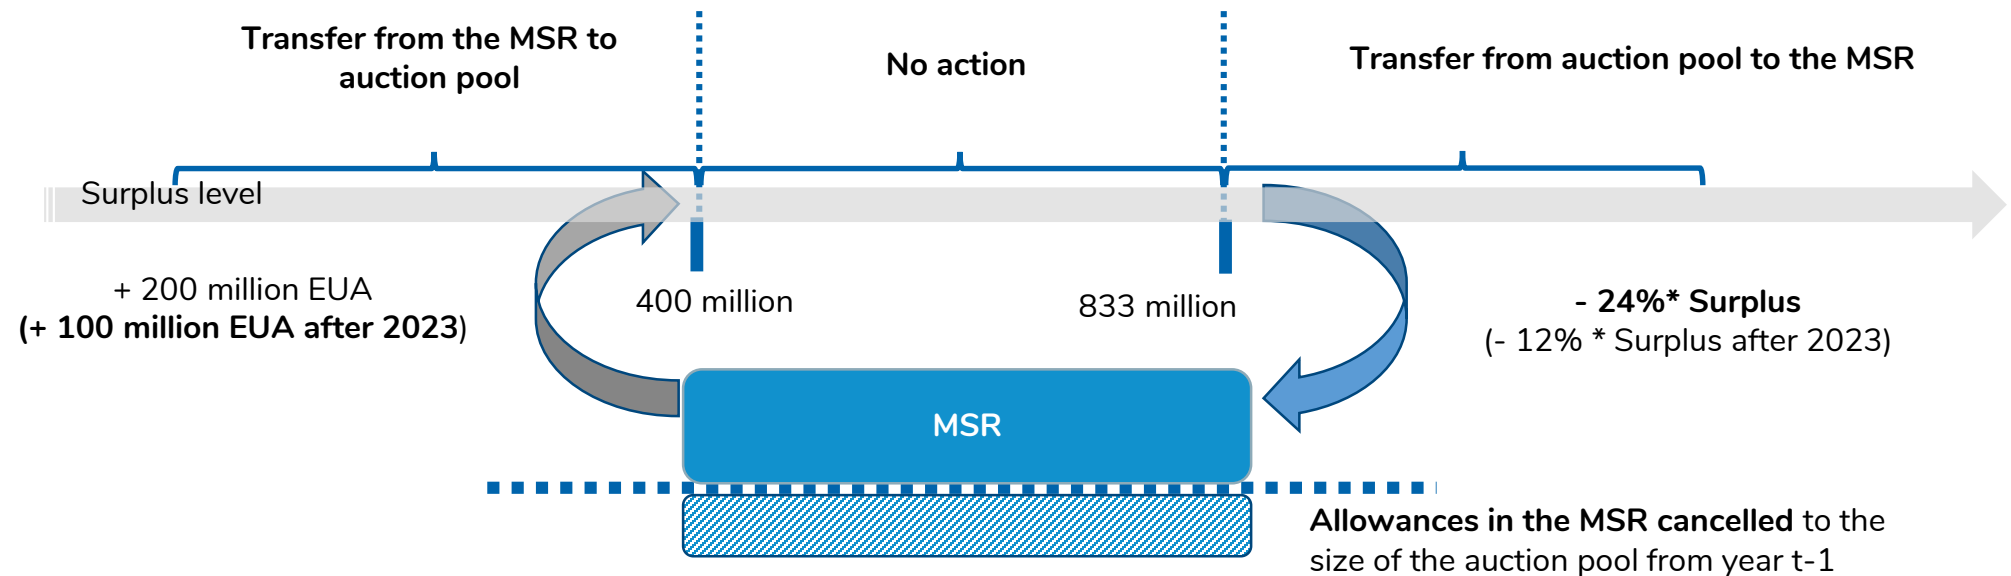 Transfer from the MSR to
auction pool
No action
Transfer from auction pool to the MSR
Surplus level
+ 200 million EUA
(+ 100 million EUA after 2023)
400 million
833 million
- 24%* Surplus
(- 12% * Surplus after 2023)
MSR
Allowances in the MSR cancelled to the
size of the auction pool from year t-1